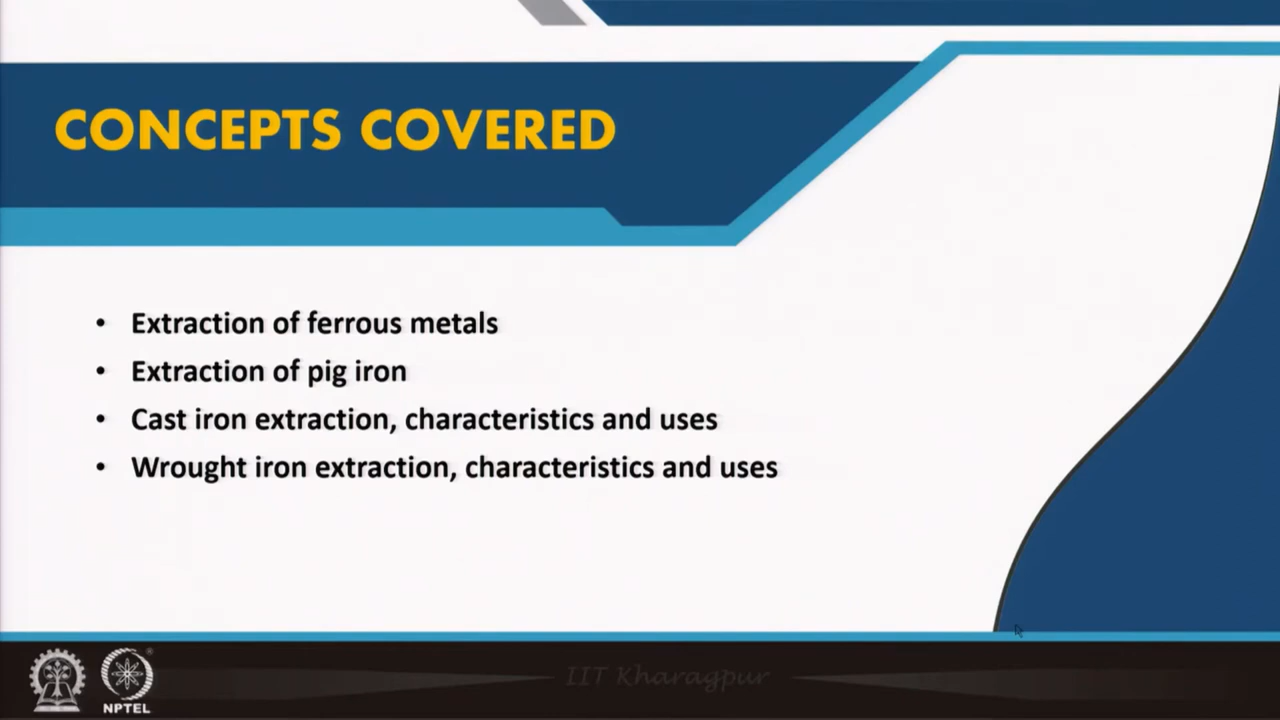 CONCEPTS COVERED
• Extraction of ferrous metals
• Extraction of pig iron
• Cast iron extraction, characteristics and uses
• Wrought iron extraction, characteristics and uses
IIT Kharagpur
NPTEL